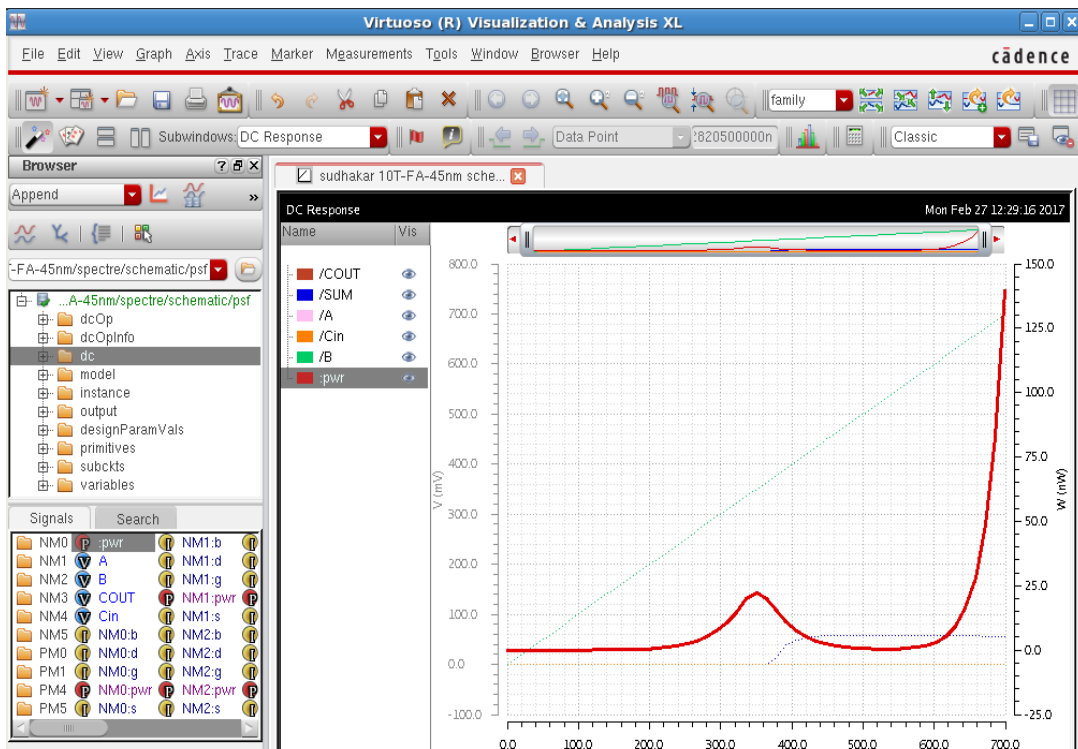 Virtuoso (R) Visualization & Analysis XL
File Edit View Graph Axis Trace Marker Measurements Tools Window Browser Help
cādence
family
Subwindows: DC Response
Data Point
!820500000n
Classic
Browser
Append
»
-FA-45nm/spectre/schematic/psf
...A-45nm/spectre/schematic/psf
dcOp
dcOpInfo
dc
model
instance
output
designParamVals
primitives
subckts
variables
Signals Search
NM0 :pwr NM1:b
NM1 A NM1:d
NM2 B NM1:g
NM3 COUT NM1:pwr
NM4 Cin NM1:s
NM5 NM0:b NM2:b
PM0 NM0:d NM2:d
PM1 NM0:g NM2:g
PM4 NM0:pwr NM2:pwr
PM5 NM0:s NM2:s
sudhakar 10T-FA-45nm sche...
DC Response Mon Feb 27 12:29:16 2017
Name Vis
/COUT
/SUM
/A
/Cin
/B
:pwr
V (mV)
800.0
700.0
600.0
500.0
400.0
300.0
200.0
100.0
0.0
-100.0
W (nW)
150.0
125.0
100.0
75.0
50.0
25.0
0.0
-25.0
0.0 100.0 200.0 300.0 400.0 500.0 600.0 700.0